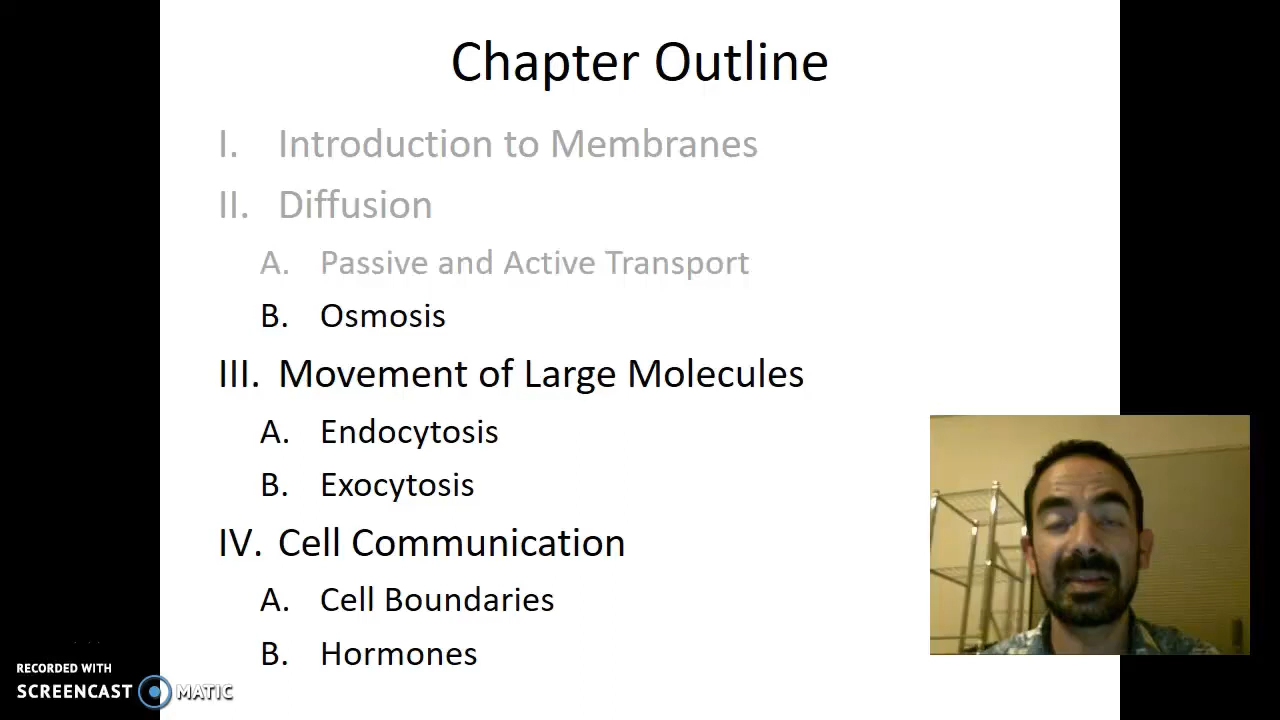 Chapter Outline
I. Introduction to Membranes
II. Diffusion
A. Passive and Active Transport
B. Osmosis
III. Movement of Large Molecules
A. Endocytosis
B. Exocytosis
IV. Cell Communication
A. Cell Boundaries
B. Hormones
RECORDED WITH
SCREENCAST MATIC